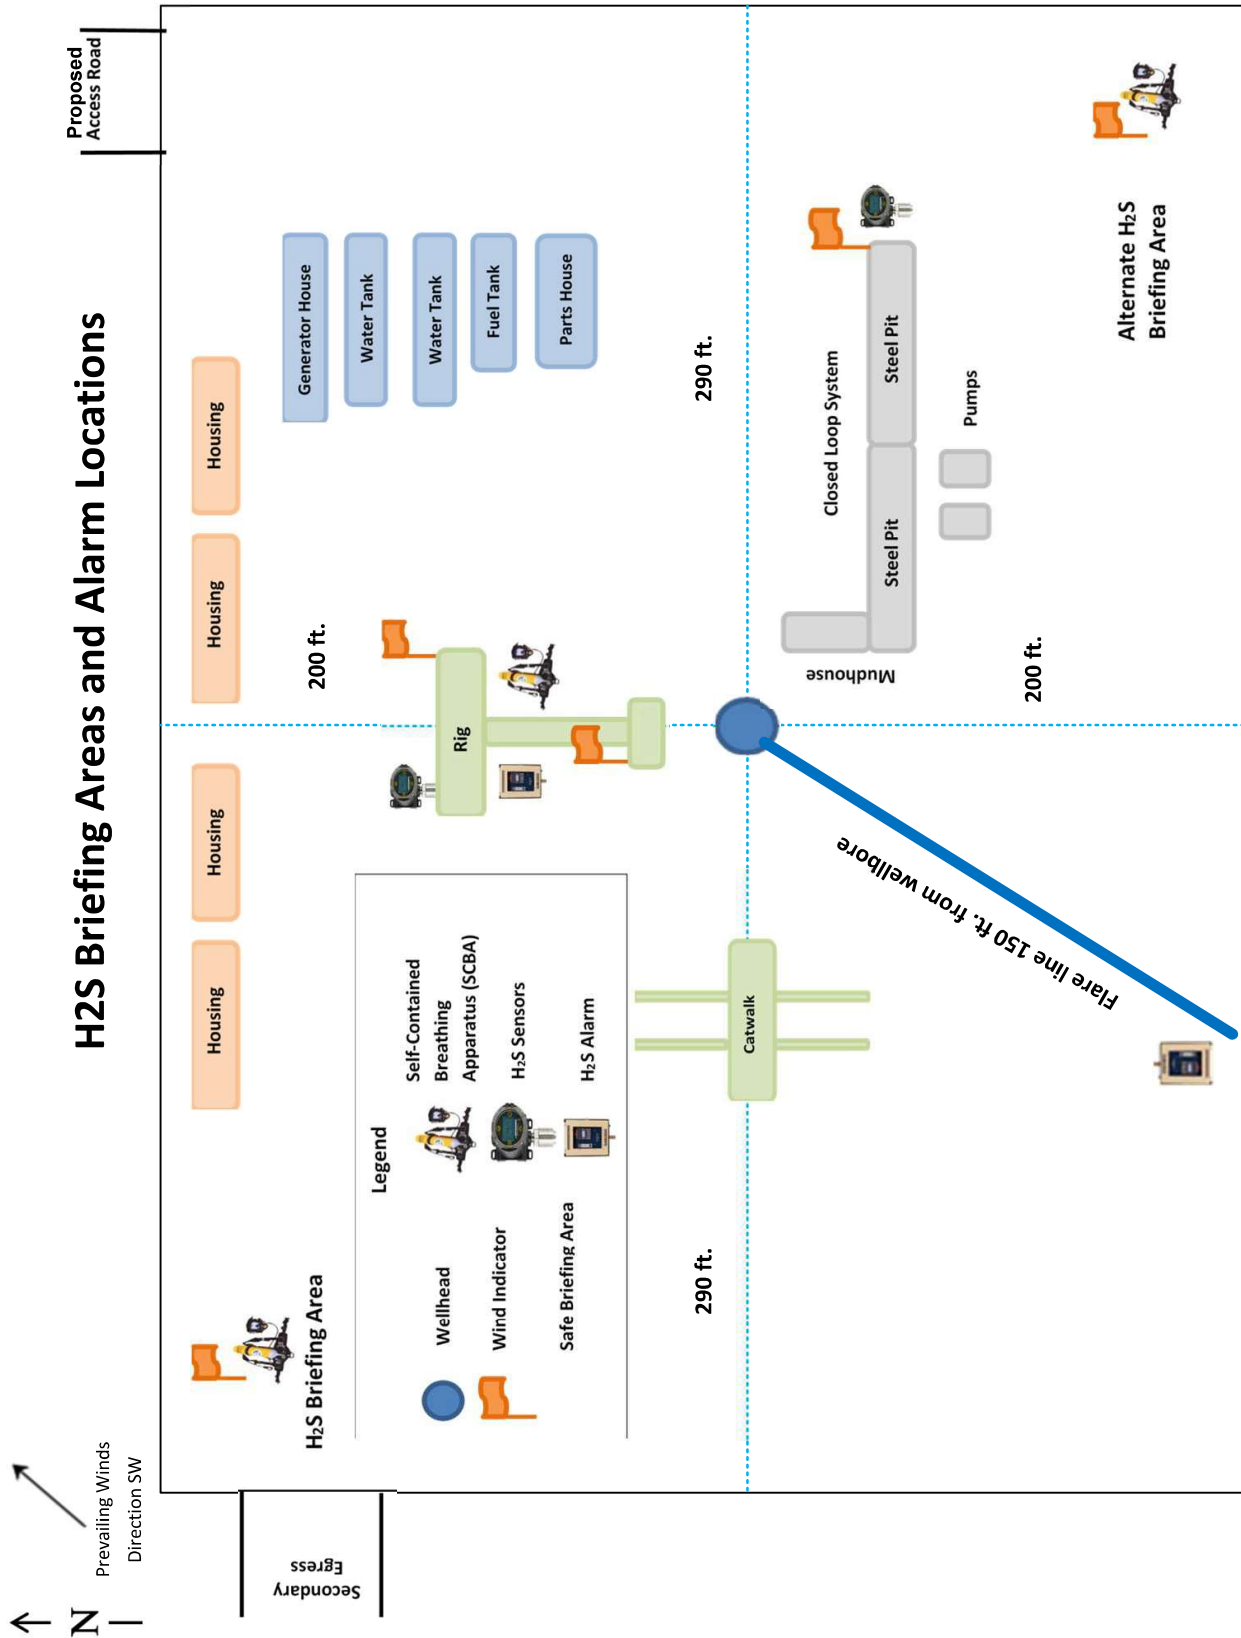 H2S Briefing Areas and Alarm Locations
N
Prevailing Winds
Direction SW
Proposed
Access Road
Secondary
Egress
H₂S Briefing Area
Housing
Housing
Housing
Housing
200 ft.
Generator House
Water Tank
Water Tank
Fuel Tank
Parts House
Rig
Legend
Wellhead
Wind Indicator
Safe Briefing Area
Self-Contained
Breathing
Apparatus (SCBA)
H₂S Sensors
H₂S Alarm
290 ft.
290 ft.
Catwalk
Closed Loop System
Mudhouse
Steel Pit
Steel Pit
Pumps
200 ft.
Flare line 150 ft. from wellbore
Alternate H₂S
Briefing Area